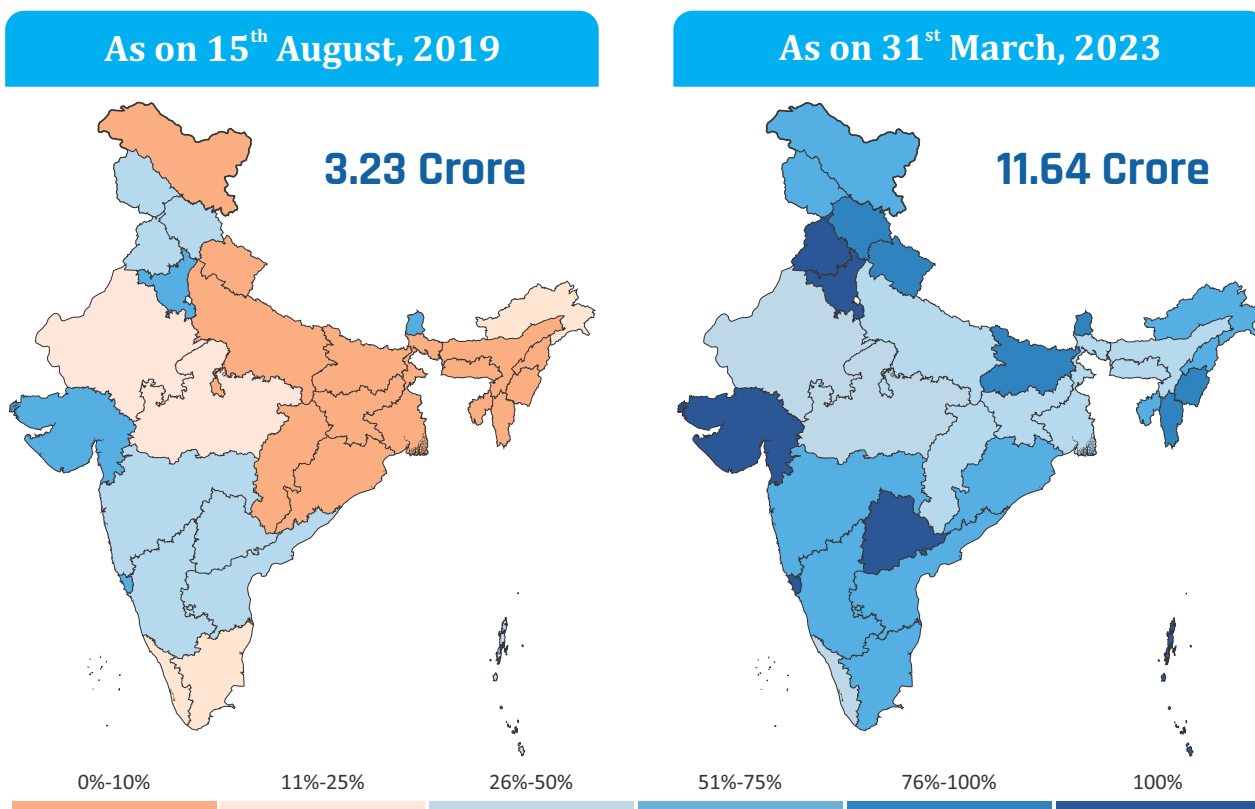 As on 15th August, 2019
As on 31st March, 2023
3.23 Crore
11.64 Crore
0%-10% 11%-25% 26%-50% 51%-75% 76%-100% 100%